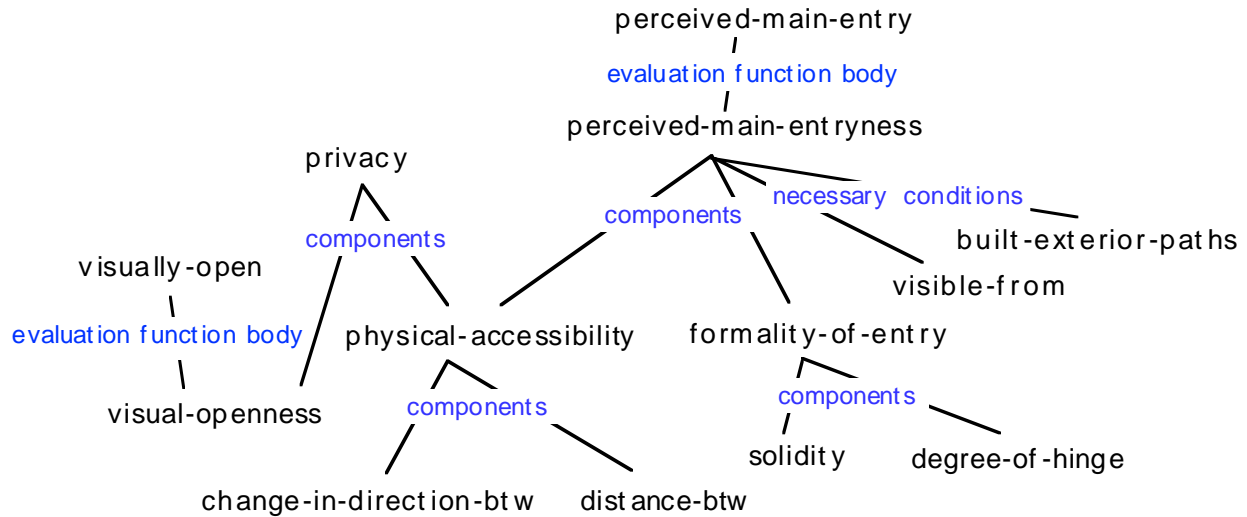 perceived-main-entry
evaluation function body
perceived-main-entryness
privacy
necessary conditions
components
built-exterior-paths
components
visually-open
visible-from
evaluation function body
physical-accessibility
formality-of-entry
components
visual-openness
components
solidity
degree-of-hinge
change-in-direction-btw
distance-btw